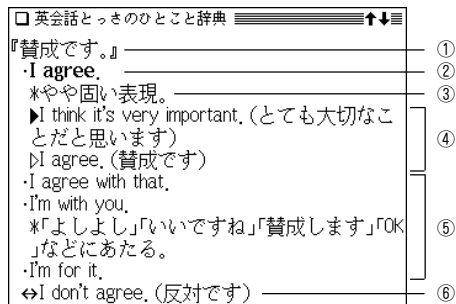 英会話とっさのひとこと辞典
『賛成です。』 ①
・I agree. ②
*やや固い表現。 ③
▶I think it's very important. (とても大切なこ
とだと思います) ④
▷I agree. (賛成です)
・I agree with that.
・I'm with you.
*「よしよし」「いいですね」「賛成します」「OK ⑤
」などにあたる。
・I'm for it.
↔I don't agree. (反対です) ⑥